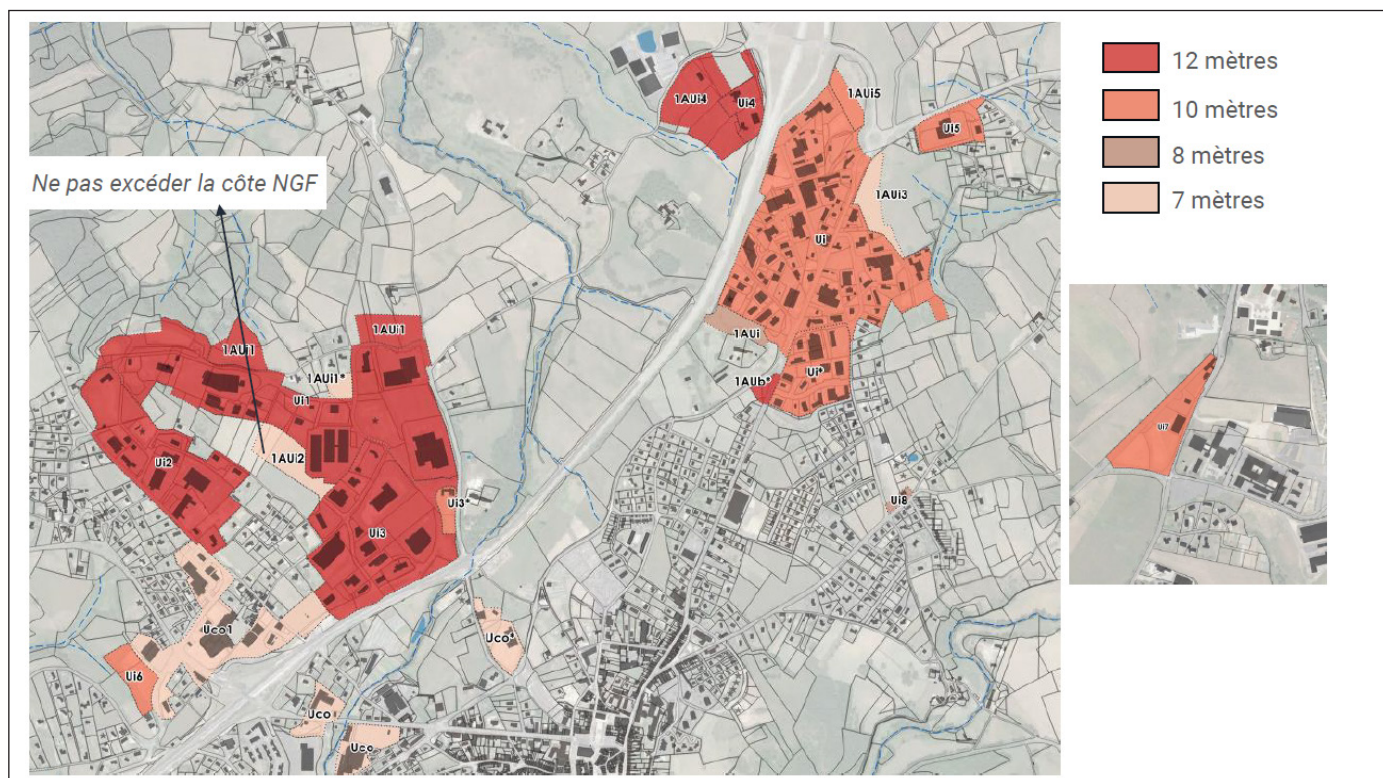 12 mètres
10 mètres
8 mètres
7 mètres
Ne pas excéder la côte NGF
1AUi4
Ui4
1AUi5
Ui5
1AUi3
Ui
1AUi
1AUb*
Ui*
1AUi1
1AUi1
1AUi1*
Ui1
1AUi2
Ui2
Ui3*
Ui3
Ui8
Ui7
Uco1
Ui6
Uco*
Uco
Uco